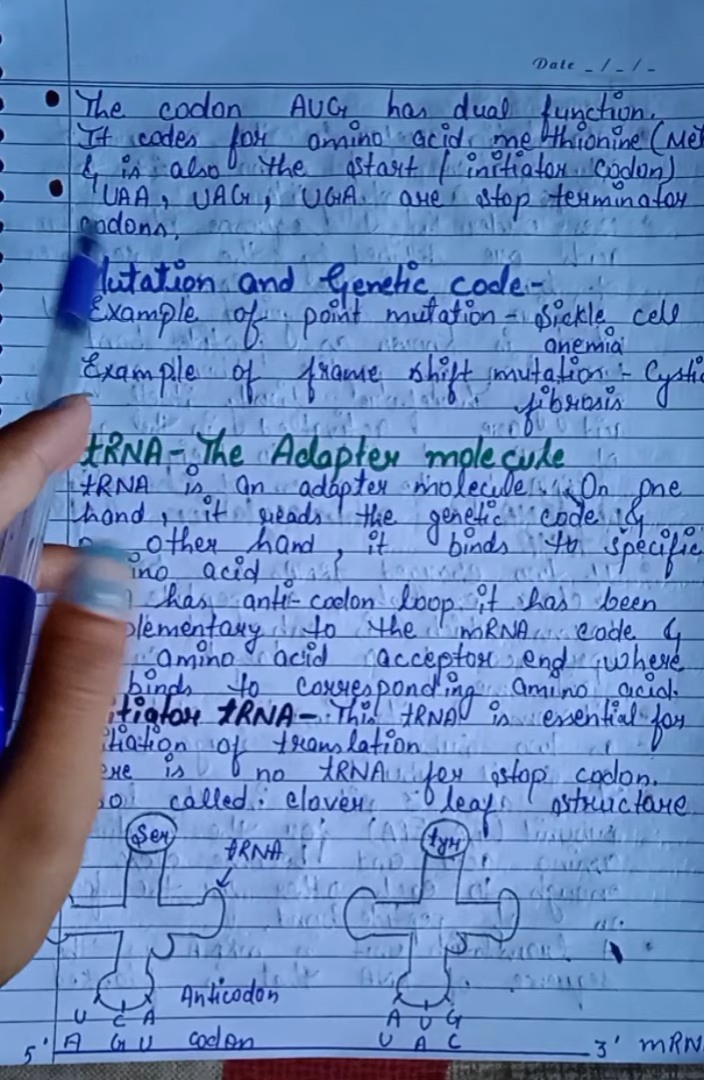 Date _/_/_
• The codon AUG has dual function.
It codes for amino acid methionine (Met
& is also the start (initiator codon)
• UAA, UAG, UGA are stop terminator
codons.
Mutation and Genetic code-
Example of point mutation - Sickle cell
anemia
Example of frame shift mutation - Cysti
fibrosis
tRNA - The Adapter molecule
tRNA is an adapter molecule. On one
hand, it reads the genetic code &
other hand, it binds to specific
ino acid
has anti-codon loop it has been
plementary to the mRNA code &
amino acid acceptor end where
binds to corresponding amino acid.
itiator tRNA - This tRNA is essential for
tiation of translation
ere is no tRNA for stop codon.
so called: clover leaf structure
Ser tRNA tyr
Anticodon
U C A A U G
5' A G U codon U A C 3' mRN